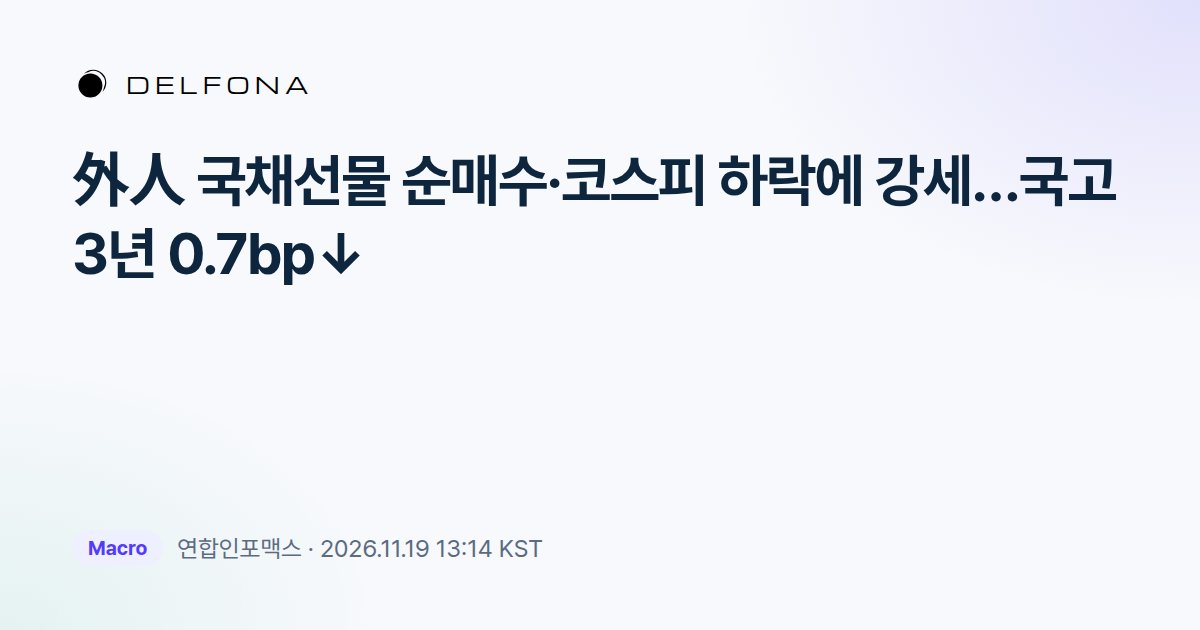 DELFONA
外人 국채선물 순매수·코스피 하락에 강세…국고
3년 0.7bp↓
Macro 연합인포맥스 · 2026.11.19 13:14 KST